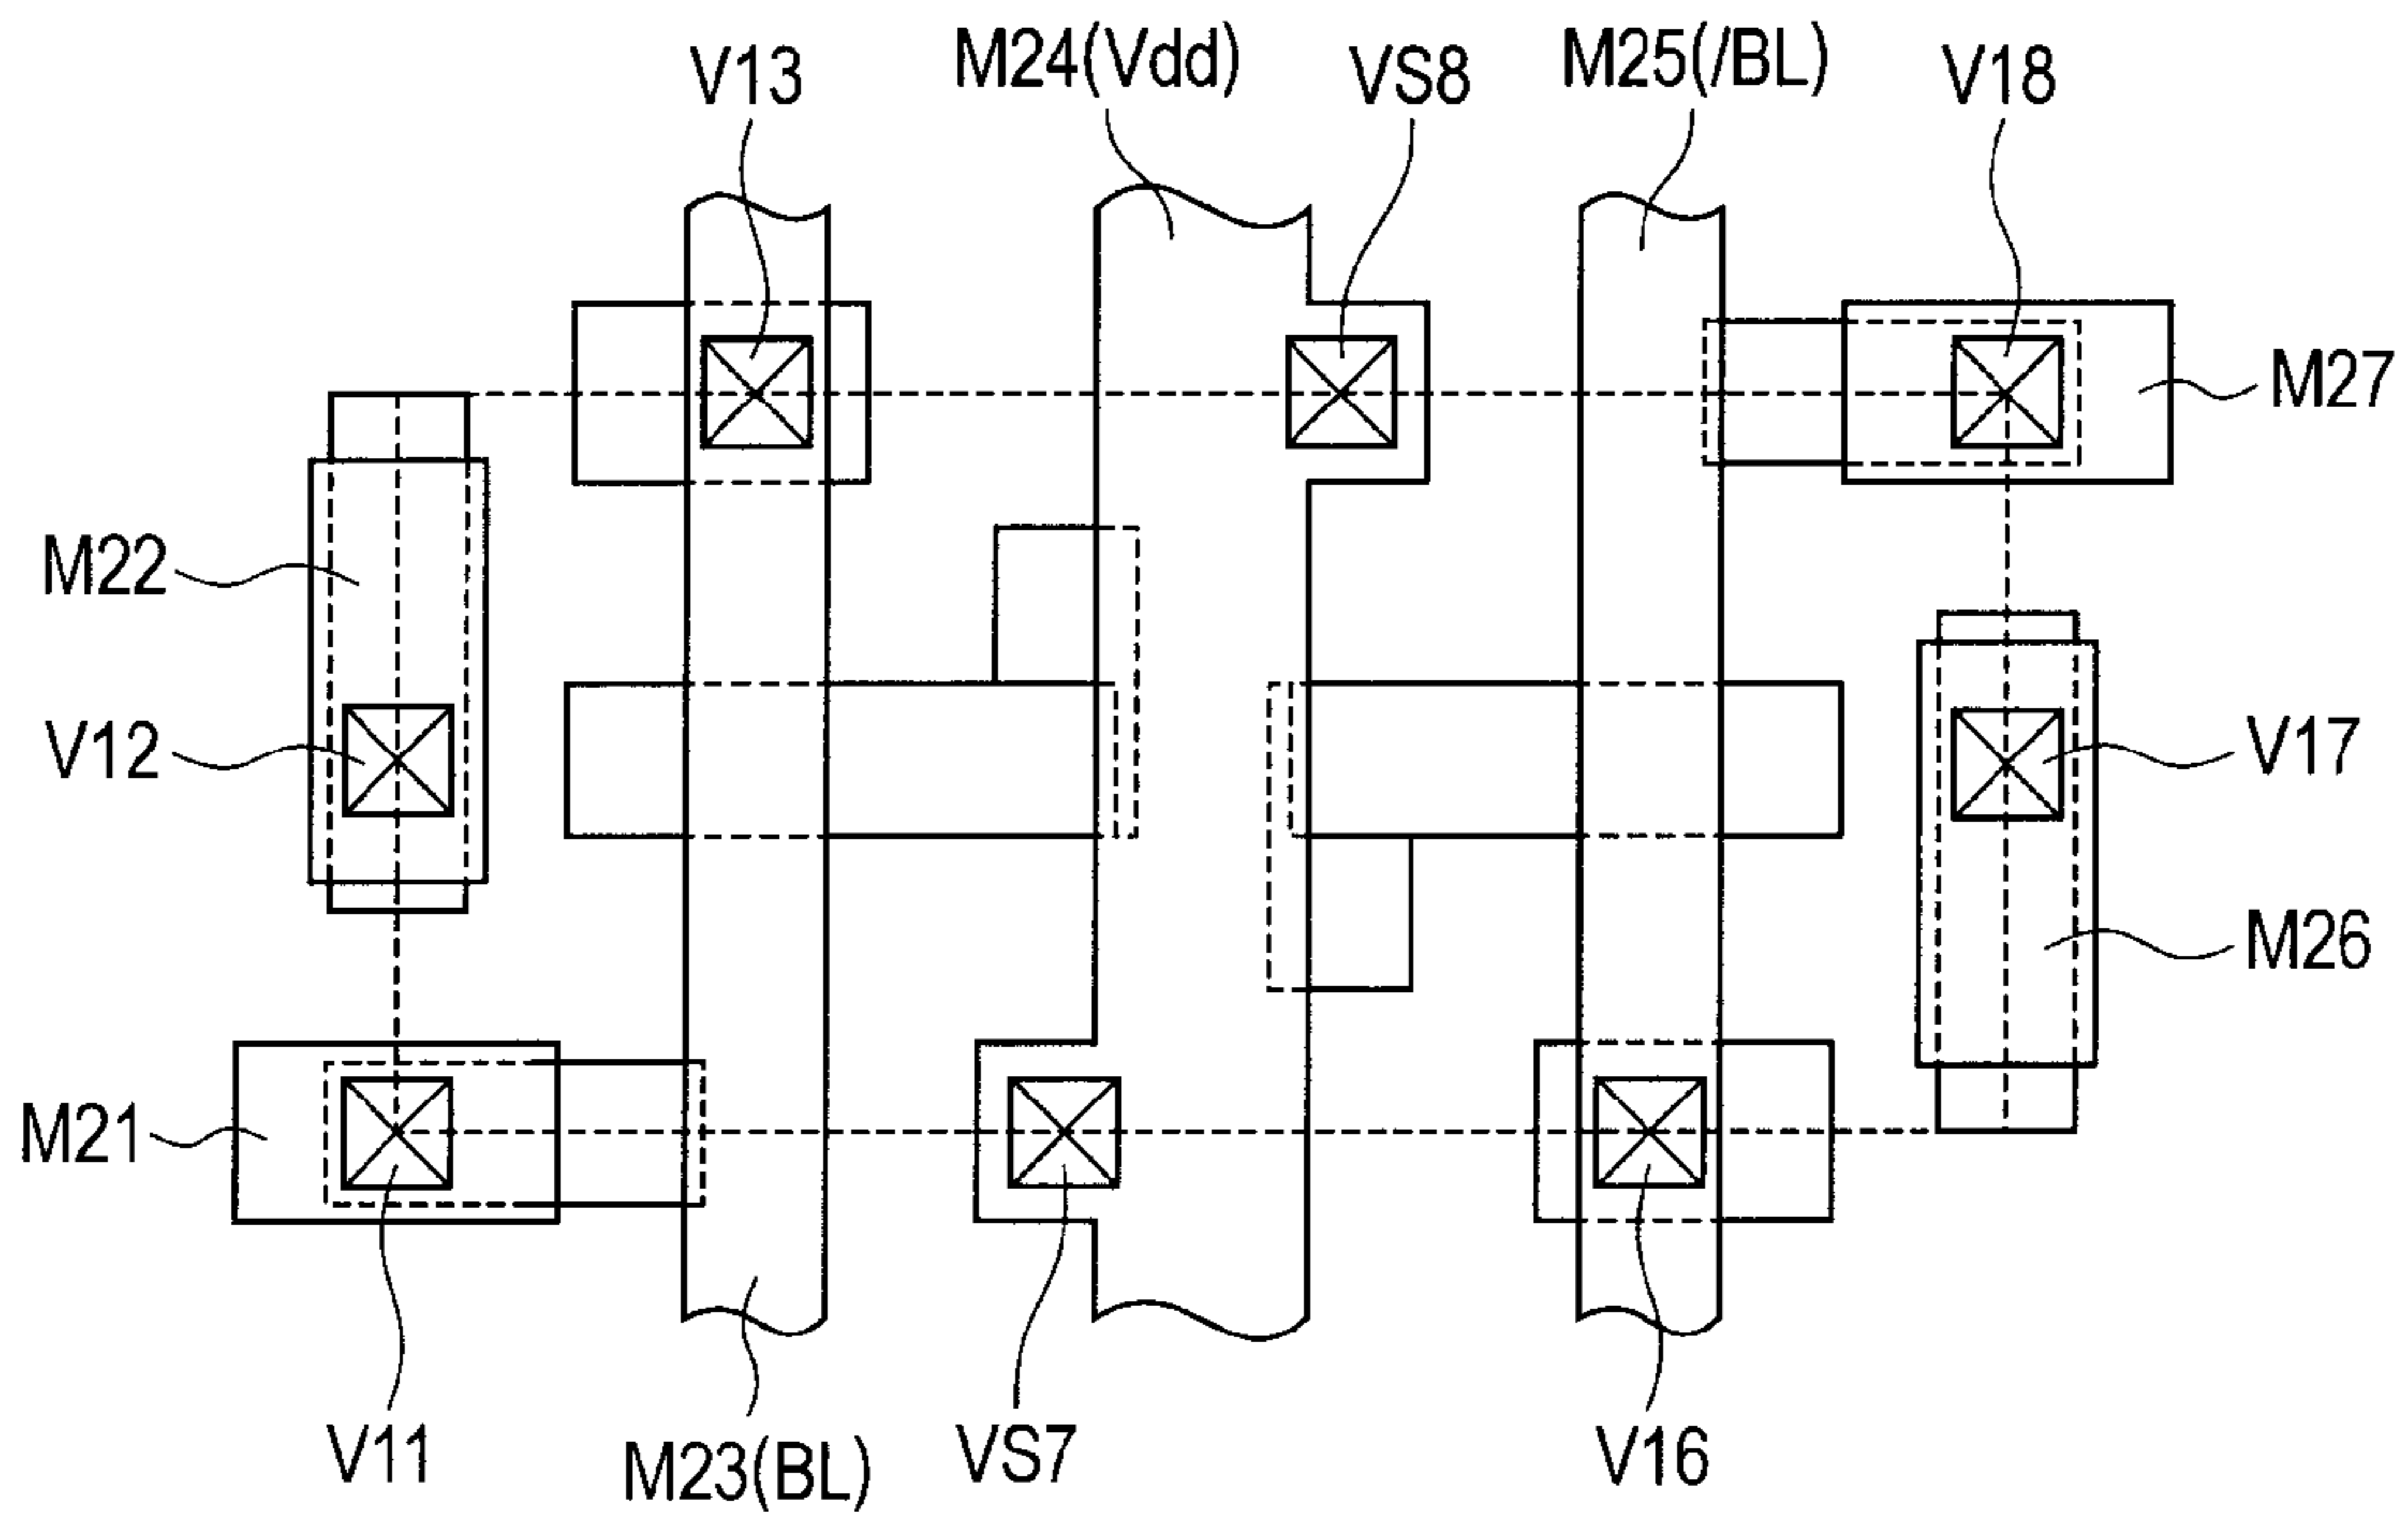 M24(Vdd)
M25(/BL)
V13
VS8
V18
M27
M22
V12
V17
M26
M21
V11
M23(BL)
VS7
V16